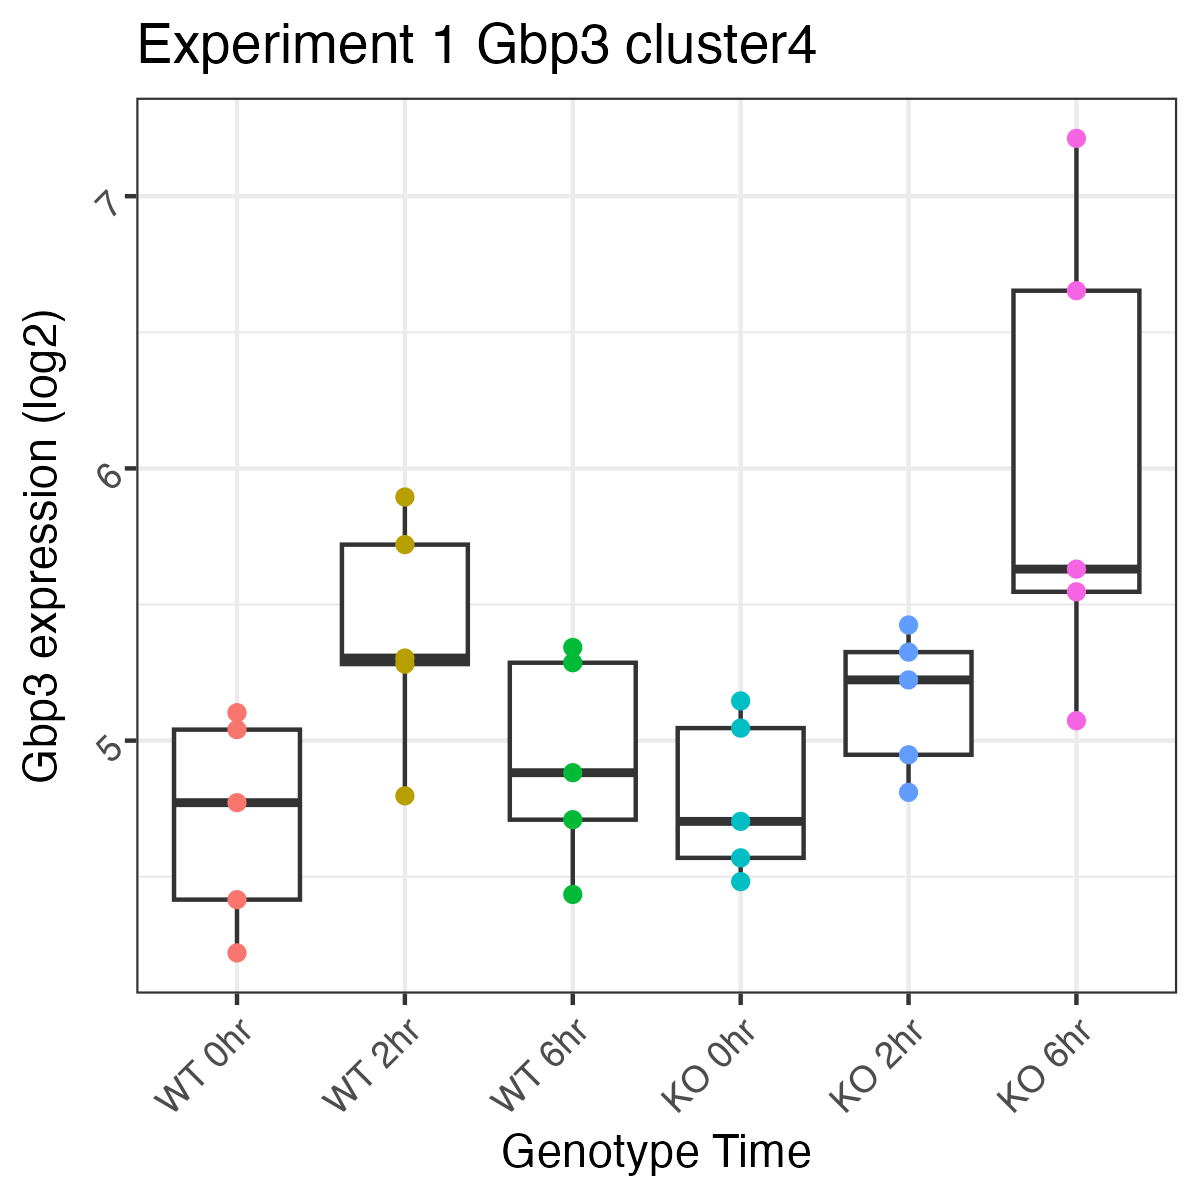 Experiment 1 Gbp3 cluster4
Gbp3 expression (log2)
7
6
5
WT 0hr
WT 2hr
WT 6hr
KO 0hr
KO 2hr
KO 6hr
Genotype Time